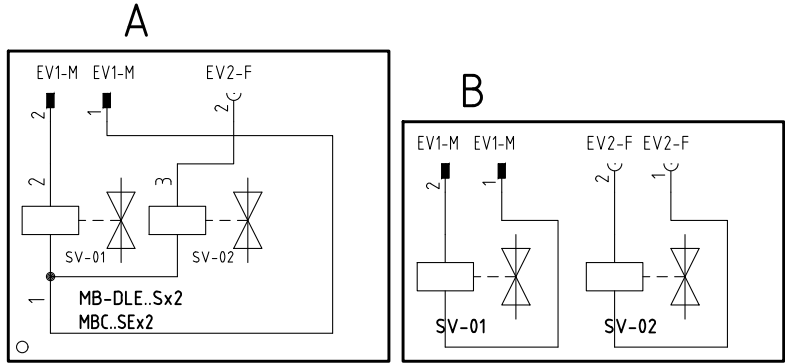 A
EV1-M EV1-M EV2-F
2 1 2
2 3
SV-01 SV-02
1
MB-DLE..Sx2
MBC..SEx2
B
EV1-M EV1-M EV2-F EV2-F
2 1 2 1
SV-01 SV-02